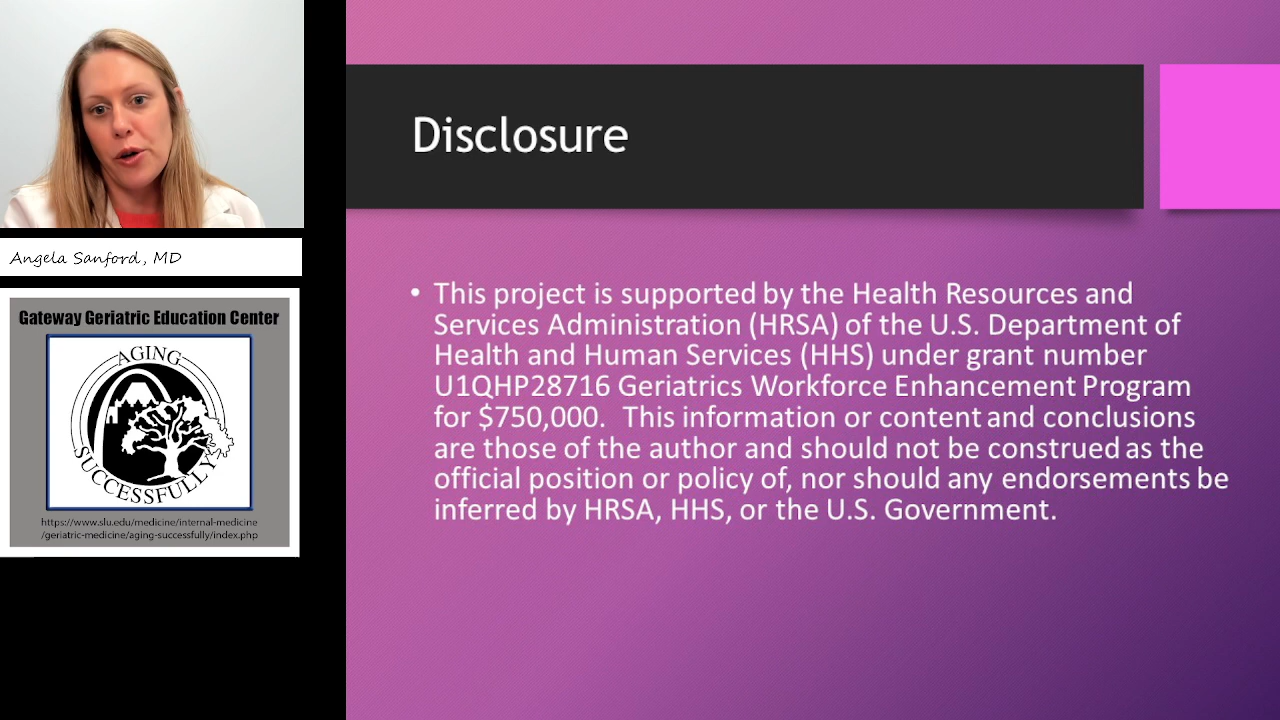 Angela Sanford, MD
Gateway Geriatric Education Center
AGING
SUCCESSFULLY
https://www.slu.edu/medicine/internal-medicine
/geriatric-medicine/aging-successfully/index.php
Disclosure
• This project is supported by the Health Resources and
Services Administration (HRSA) of the U.S. Department of
Health and Human Services (HHS) under grant number
U1QHP28716 Geriatrics Workforce Enhancement Program
for $750,000.  This information or content and conclusions
are those of the author and should not be construed as the
official position or policy of, nor should any endorsements be
inferred by HRSA, HHS, or the U.S. Government.